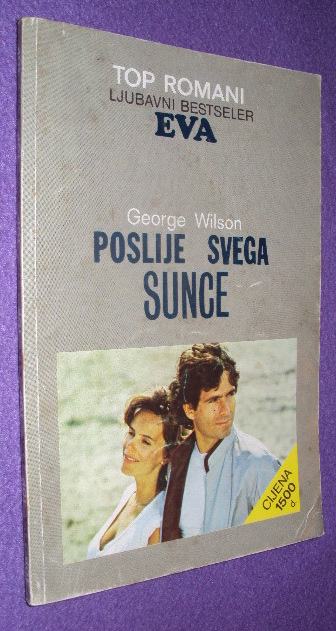 TOP ROMANI
LJUBAVNI BESTSELER
EVA
George Wilson
POSLIJE SVEGA
SUNCE
CIJENA
1500
d